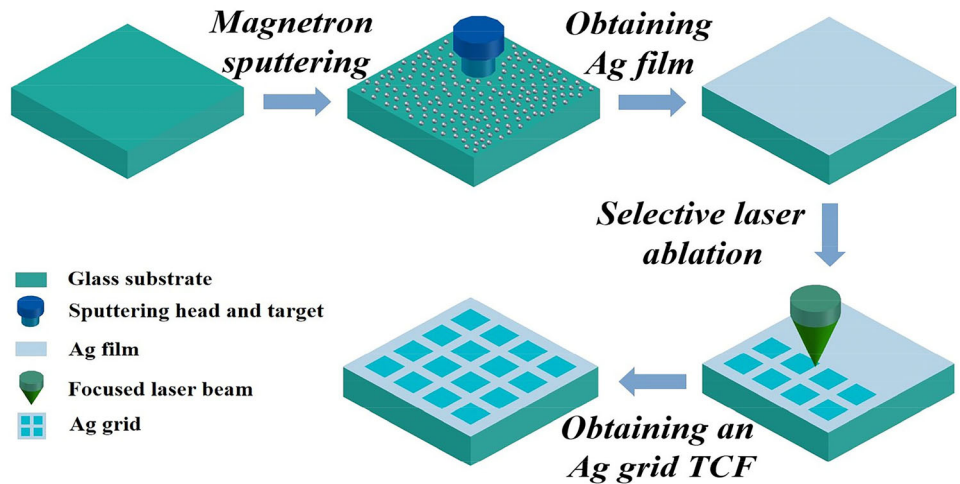 Magnetron
sputtering
Obtaining
Ag film
Selective laser
ablation
Glass substrate
Sputtering head and target
Ag film
Focused laser beam
Ag grid
Obtaining an
Ag grid TCF